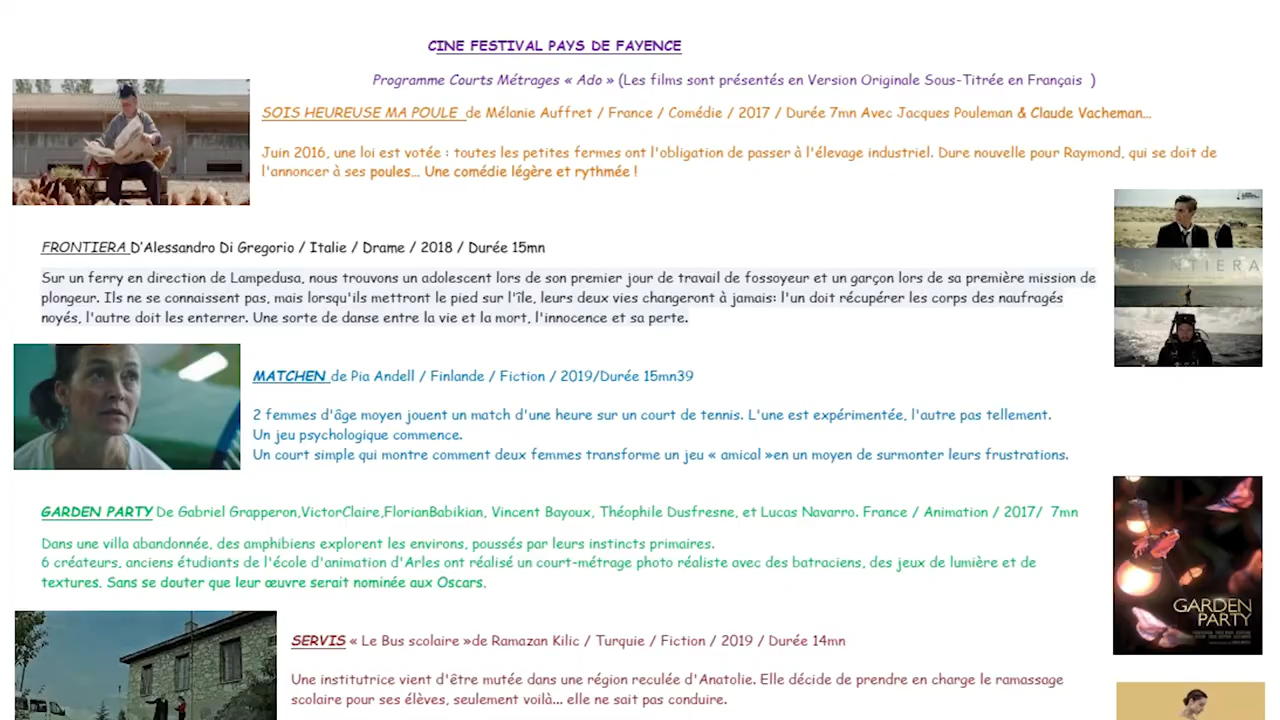 CINE FESTIVAL PAYS DE FAYENCE
Programme Courts Métrages « Ado » (Les films sont présentés en Version Originale Sous-Titrée en Français )
SOIS HEUREUSE MA POULE de Mélanie Auffret / France / Comédie / 2017 / Durée 7mn Avec Jacques Pouleman & Claude Vacheman...
Juin 2016, une loi est votée : toutes les petites fermes ont l'obligation de passer à l'élevage industriel. Dure nouvelle pour Raymond, qui se doit de
l'annoncer à ses poules... Une comédie légère et rythmée !
FRONTIERA D'Alessandro Di Gregorio / Italie / Drame / 2018 / Durée 15mn
Sur un ferry en direction de Lampedusa, nous trouvons un adolescent lors de son premier jour de travail de fossoyeur et un garçon lors de sa première mission de
plongeur. Ils ne se connaissent pas, mais lorsqu'ils mettront le pied sur l'île, leurs deux vies changeront à jamais: l'un doit récupérer les corps des naufragés
noyés, l'autre doit les enterrer. Une sorte de danse entre la vie et la mort, l'innocence et sa perte.
NTIERA
MATCHEN de Pia Andell / Finlande / Fiction / 2019/Durée 15mn39
2 femmes d'âge moyen jouent un match d'une heure sur un court de tennis. L'une est expérimentée, l'autre pas tellement.
Un jeu psychologique commence.
Un court simple qui montre comment deux femmes transforme un jeu « amical »en un moyen de surmonter leurs frustrations.
GARDEN PARTY De Gabriel Grapperon,VictorClaire,FlorianBabikian, Vincent Bayoux, Théophile Dusfresne, et Lucas Navarro. France / Animation / 2017/ 7mn
Dans une villa abandonnée, des amphibiens explorent les environs, poussés par leurs instincts primaires.
6 créateurs, anciens étudiants de l'école d'animation d'Arles ont réalisé un court-métrage photo réaliste avec des batraciens, des jeux de lumière et de
textures. Sans se douter que leur œuvre serait nominée aux Oscars.
GARDEN
PARTY
SERVIS « Le Bus scolaire »de Ramazan Kilic / Turquie / Fiction / 2019 / Durée 14mn
Une institutrice vient d'être mutée dans une région reculée d'Anatolie. Elle décide de prendre en charge le ramassage
scolaire pour ses élèves, seulement voilà... elle ne sait pas conduire.